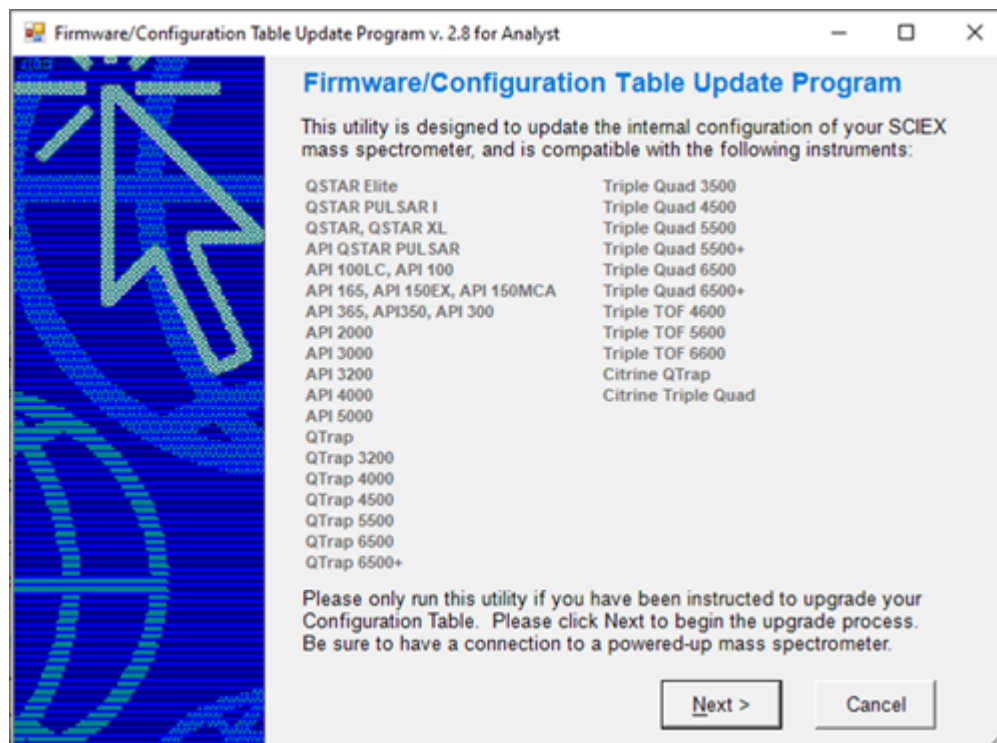 Firmware/Configuration Table Update Program v. 2.8 for Analyst
Firmware/Configuration Table Update Program
This utility is designed to update the internal configuration of your SCIEX
mass spectrometer, and is compatible with the following instruments:
QSTAR Elite
QSTAR PULSAR I
QSTAR, QSTAR XL
API QSTAR PULSAR
API 100LC, API 100
API 165, API 150EX, API 150MCA
API 365, API350, API 300
API 2000
API 3000
API 3200
API 4000
API 5000
QTrap
QTrap 3200
QTrap 4000
QTrap 4500
QTrap 5500
QTrap 6500
QTrap 6500+
Triple Quad 3500
Triple Quad 4500
Triple Quad 5500
Triple Quad 5500+
Triple Quad 6500
Triple Quad 6500+
Triple TOF 4600
Triple TOF 5600
Triple TOF 6600
Citrine QTrap
Citrine Triple Quad
Please only run this utility if you have been instructed to upgrade your
Configuration Table.  Please click Next to begin the upgrade process.
Be sure to have a connection to a powered-up mass spectrometer.
Next >
Cancel